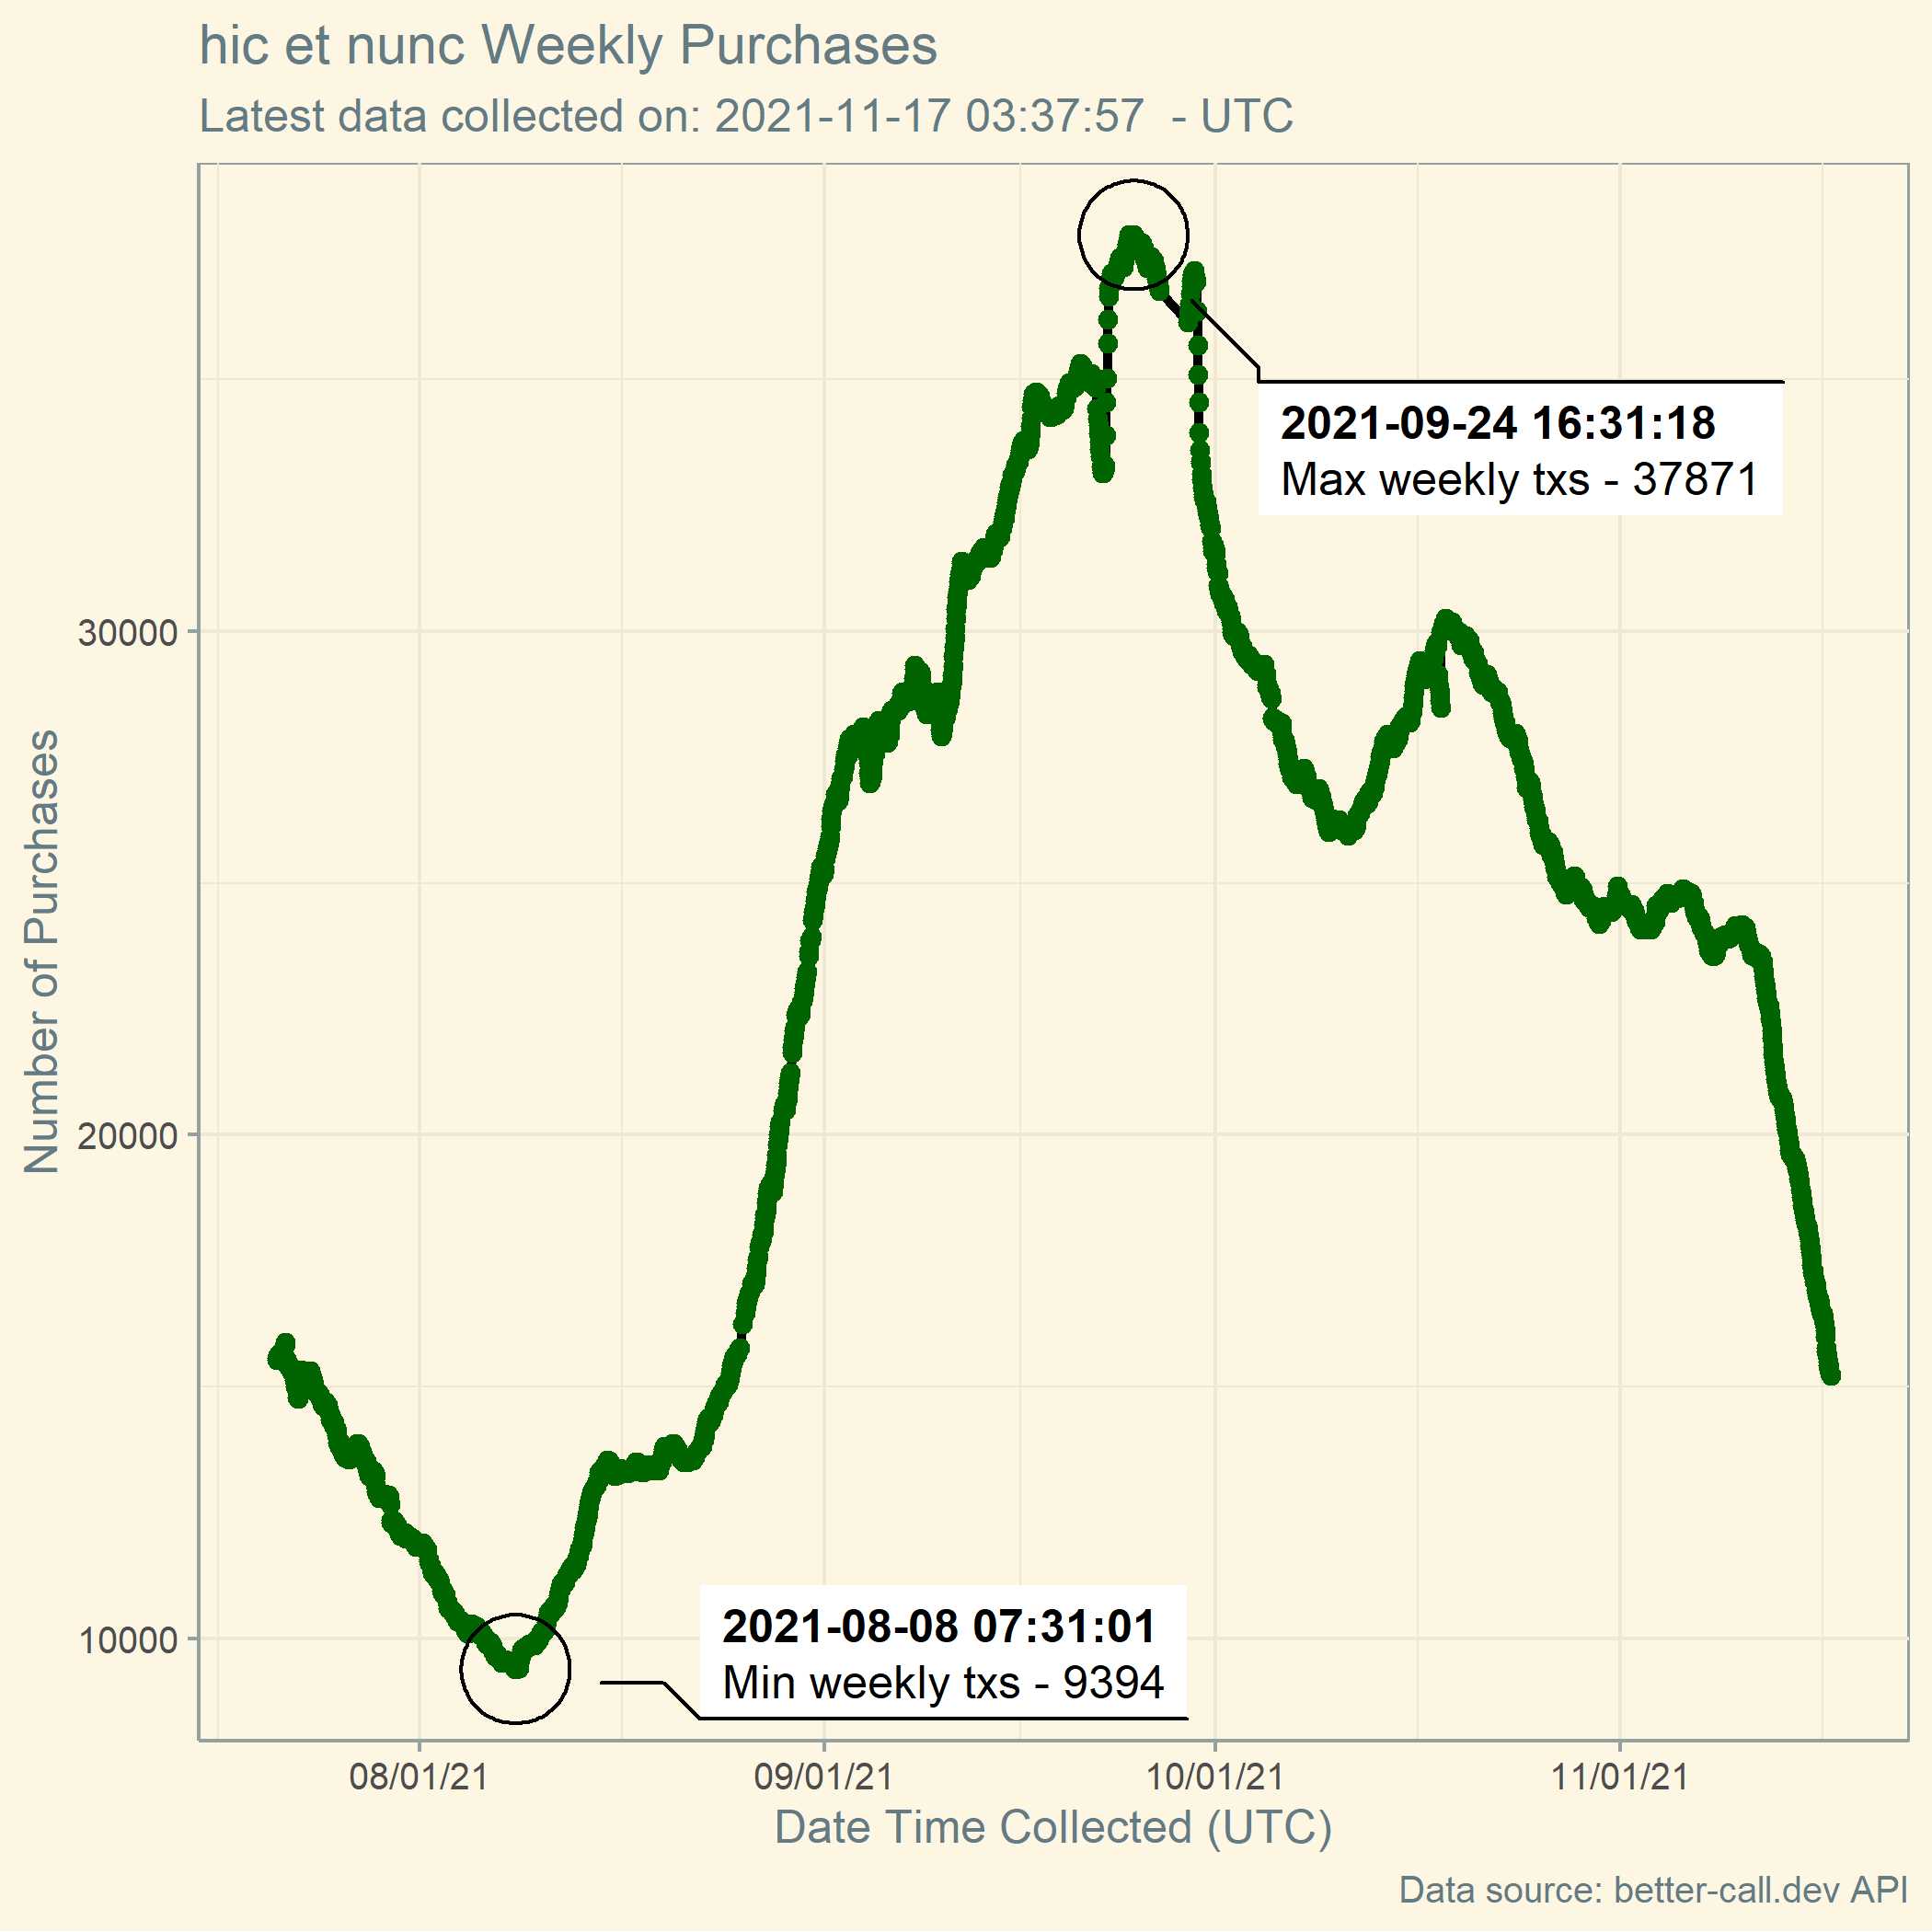 hic et nunc Weekly Purchases
Latest data collected on: 2021-11-17 03:37:57  - UTC
2021-09-24 16:31:18
Max weekly txs - 37871
30000
20000
10000
Number of Purchases
2021-08-08 07:31:01
Min weekly txs - 9394
08/01/21
09/01/21
10/01/21
11/01/21
Date Time Collected (UTC)
Data source: better-call.dev API